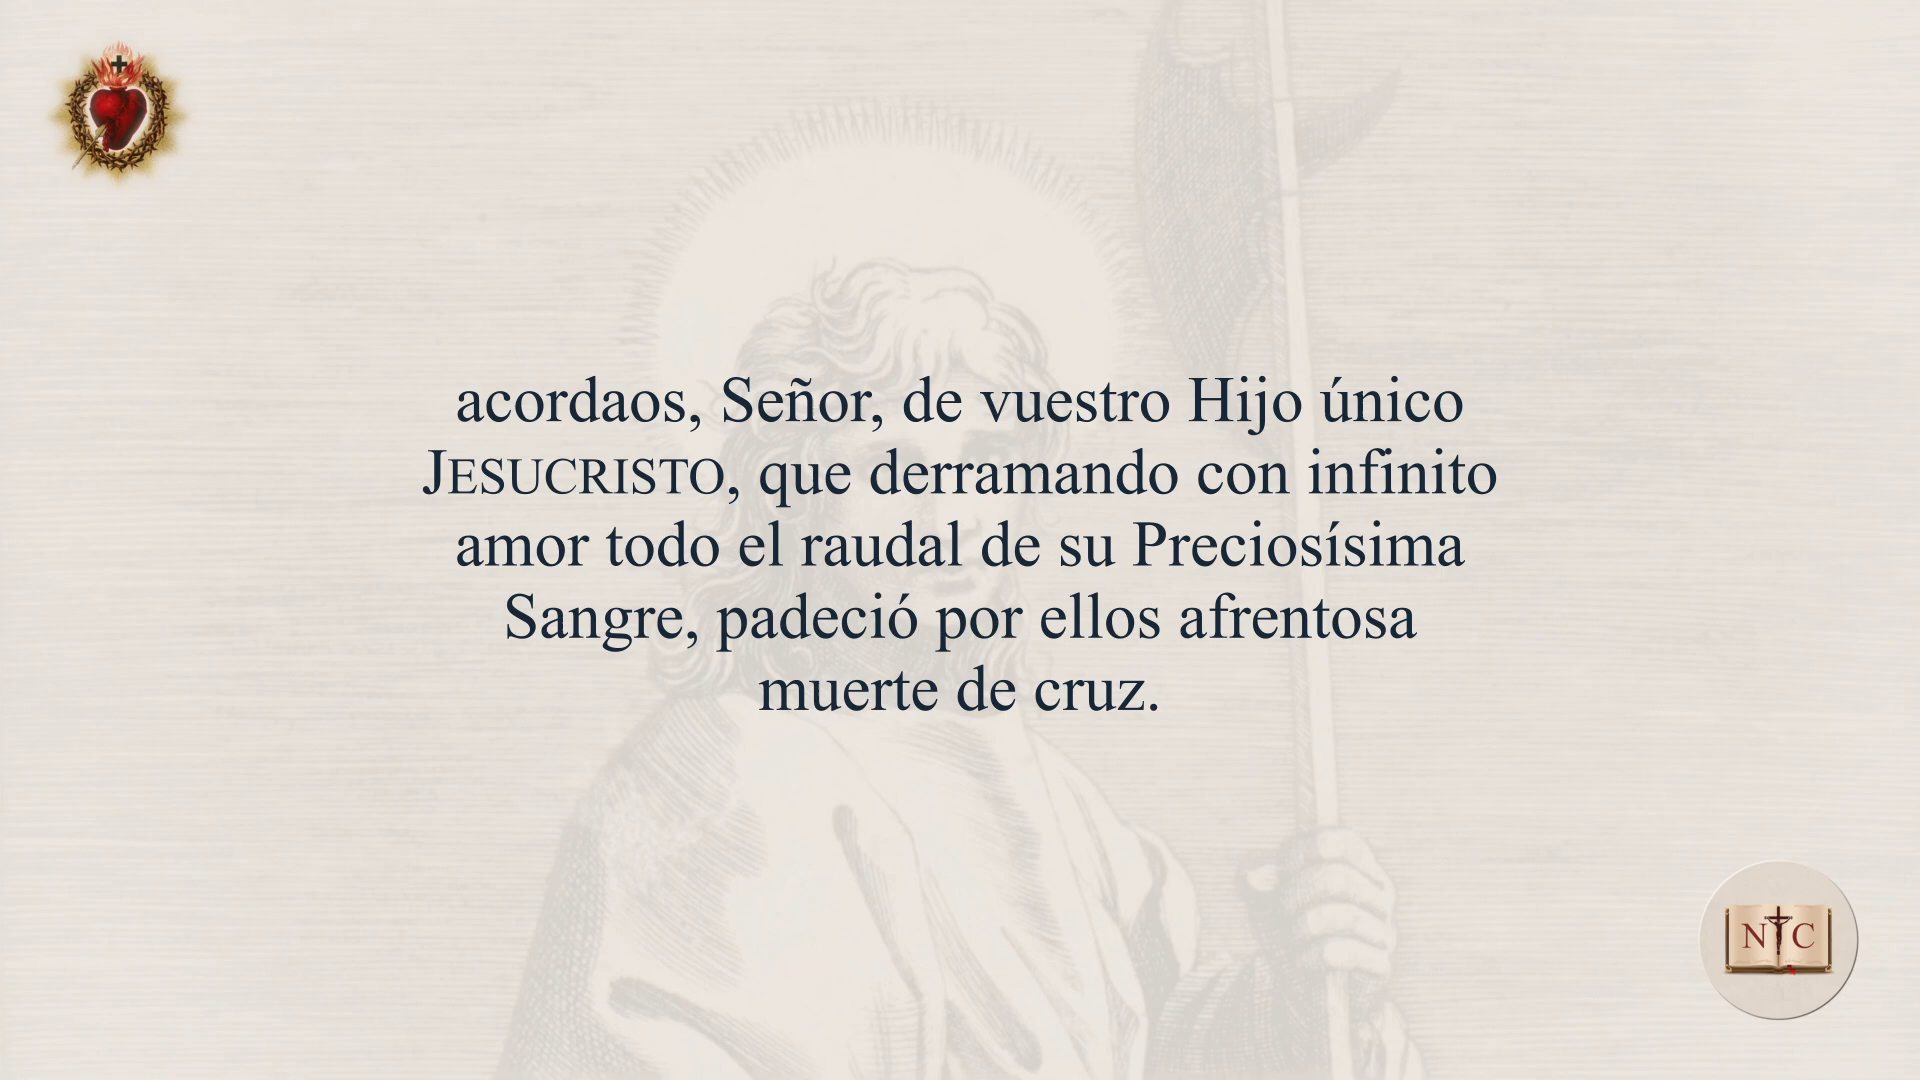 acordaos, Señor, de vuestro Hijo único
JESUCRISTO, que derramando con infinito
amor todo el raudal de su Preciosísima
Sangre, padeció por ellos afrentosa
muerte de cruz.
N C